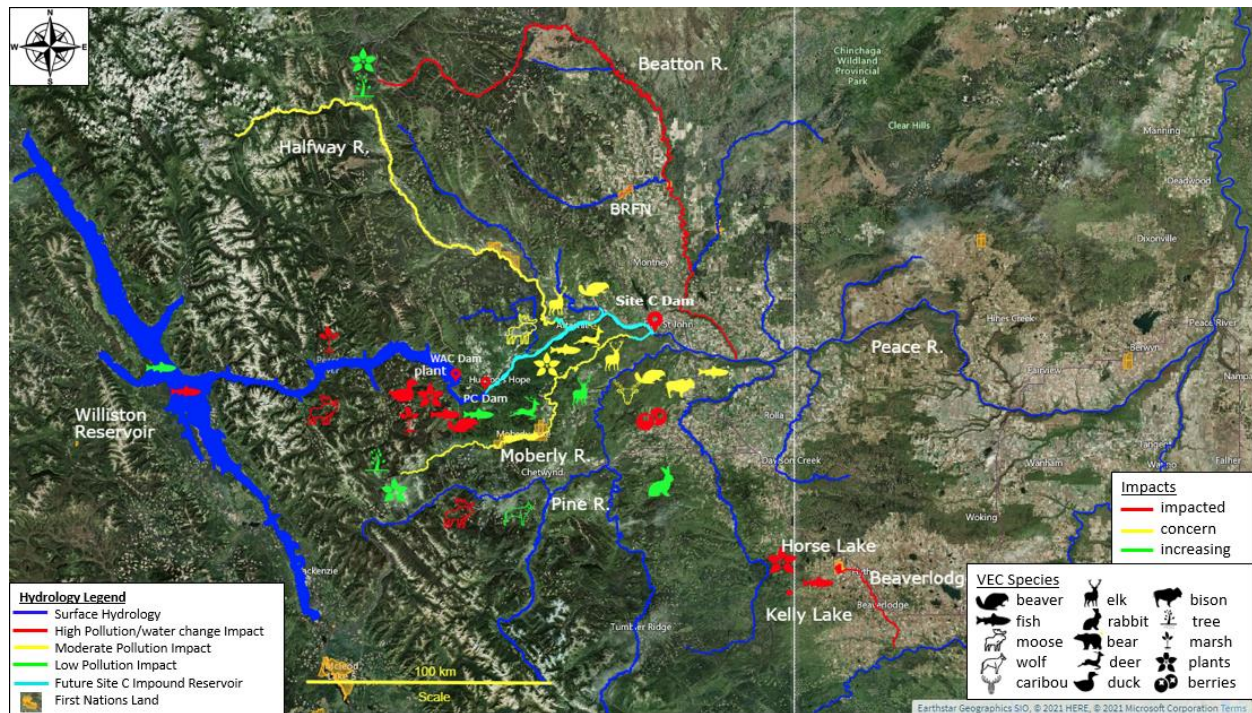 N
W
E
S
Chinchaga
Wildland
Provincial
Park
Beatton R.
Clear Hills
Manning
Deadwood
Halfway R.
BRFN
Dixonville
Montney
Site C Dam
St John
Hines Creek
Peace River
Peace R.
Berwyn
Fairview
WAC Dam
plant
Hudson's Hope
PC Dam
Williston
Reservoir
Rolla
Moberly R.
Chetwynd
Dawson Creek
Tangent
Wanham
Falher
Pine R.
Woking
Horse Lake
Beaverlodg
Beaverlodge
Kelly Lake
Tumbler Ridge
100 km
Scale
Impacts
impacted
concern
increasing
Hydrology Legend
Surface Hydrology
High Pollution/water change Impact
Moderate Pollution Impact
Low Pollution Impact
Future Site C Impound Reservoir
First Nations Land
VEC Species
beaver elk bison
fish rabbit tree
moose bear marsh
wolf deer plants
caribou duck berries
Earthstar Geographics SIO, © 2021 HERE, © 2021 Microsoft Corporation Terms